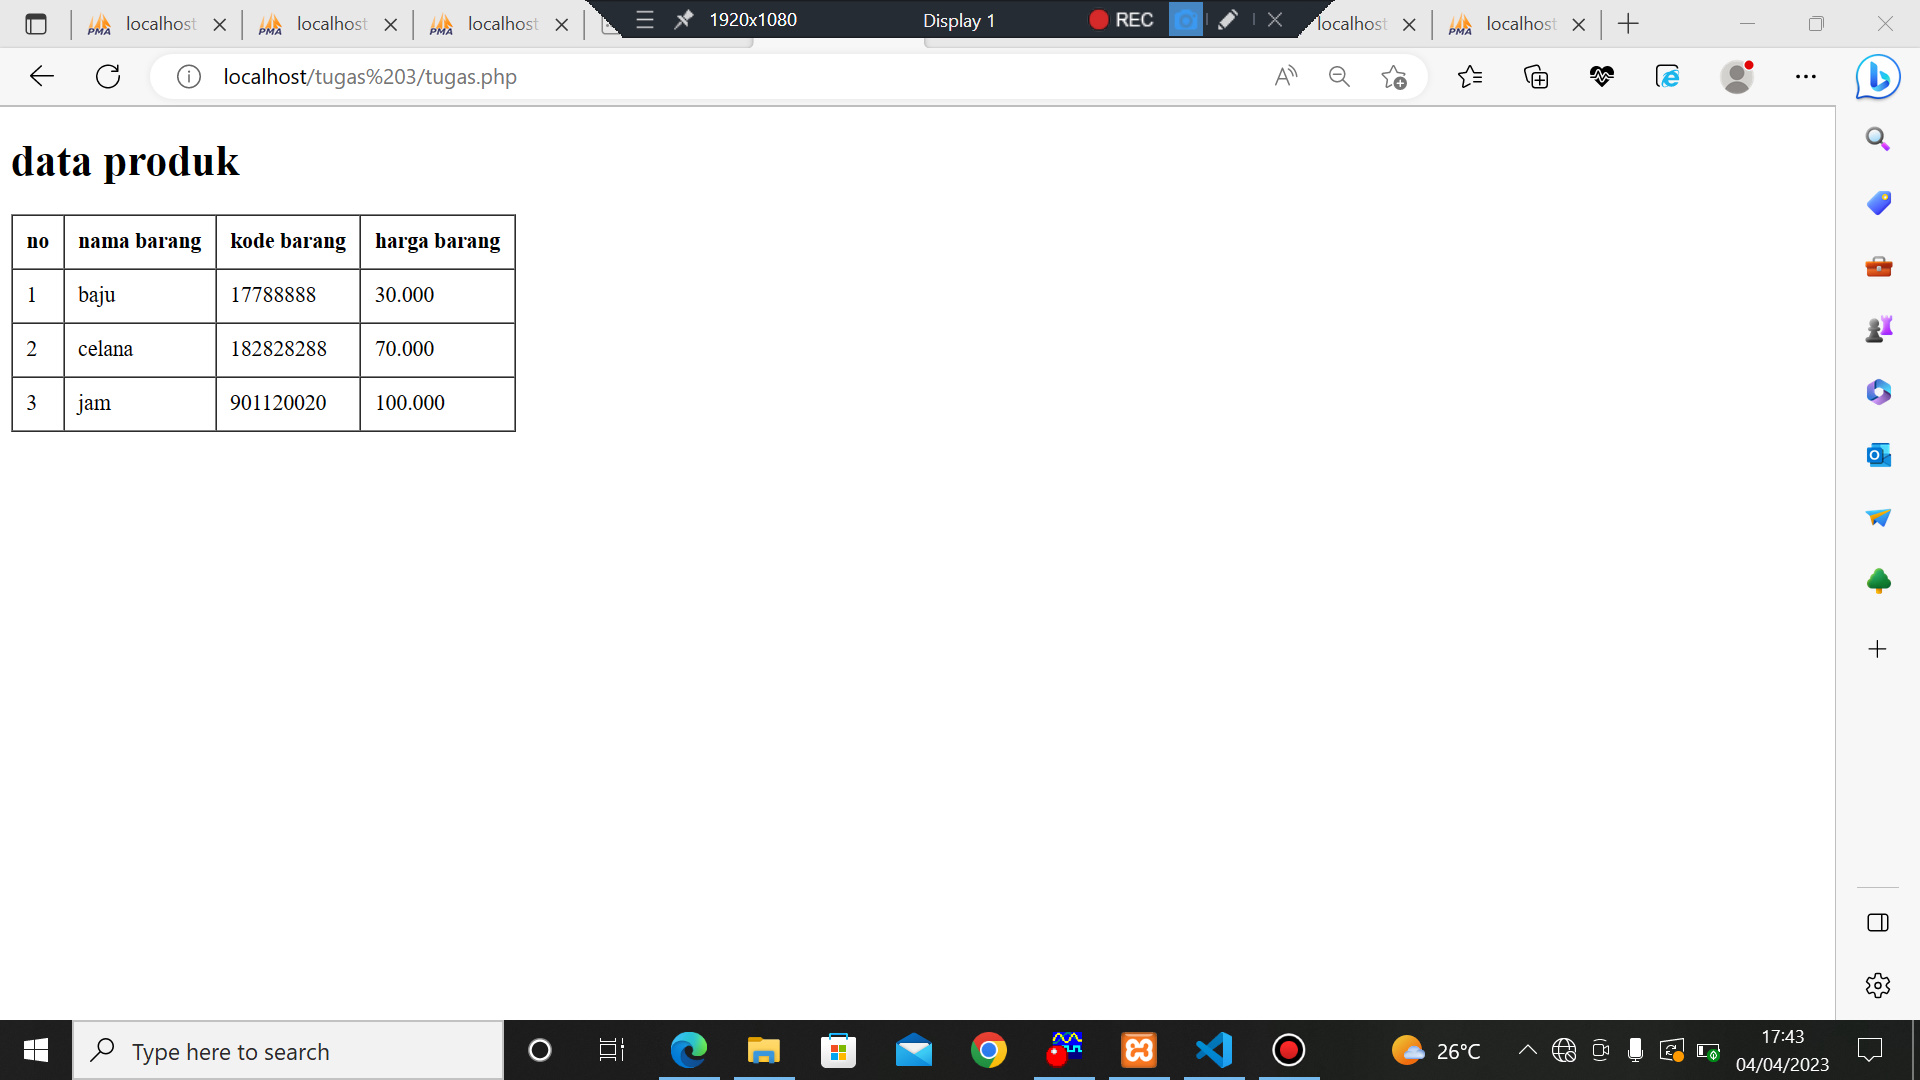 localhost localhost localhost 1920x1080 Display 1 REC localhost localhost
localhost/tugas%203/tugas.php
data produk
no nama barang kode barang harga barang
1 baju 17788888 30.000
2 celana 182828288 70.000
3 jam 901120020 100.000
Type here to search
26°C
17:43
04/04/2023